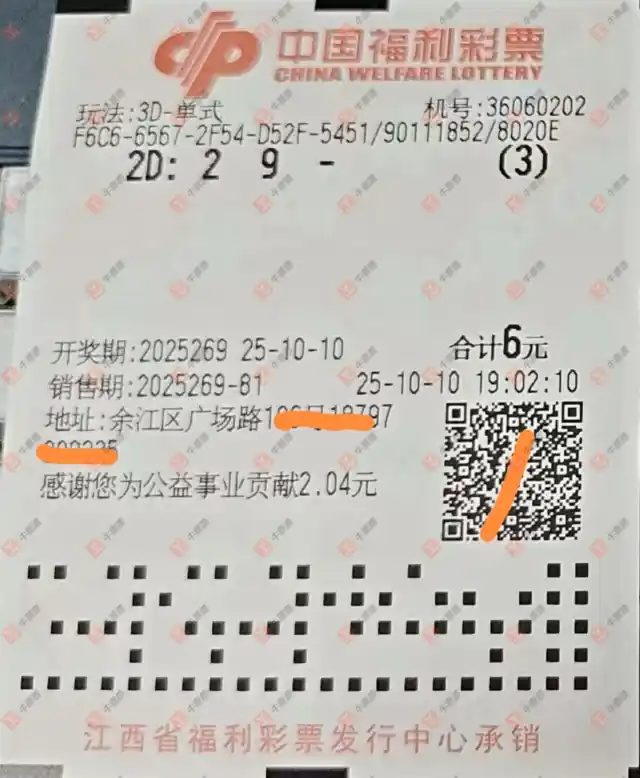 中国福利彩票
CHINA WELFARE LOTTERY
玩法:3D-单式 机号:36060202
F6C6-6567-2F54-D52F-5451/90111852/8020E
2D: 2 9 - (3)
开奖期:2025269 25-10-10 合计6元
销售期:2025269-81 25-10-10 19:02:10
地址:余江区广场路1 97
感谢您为公益事业贡献2.04元
江西省福利彩票发行中心承销